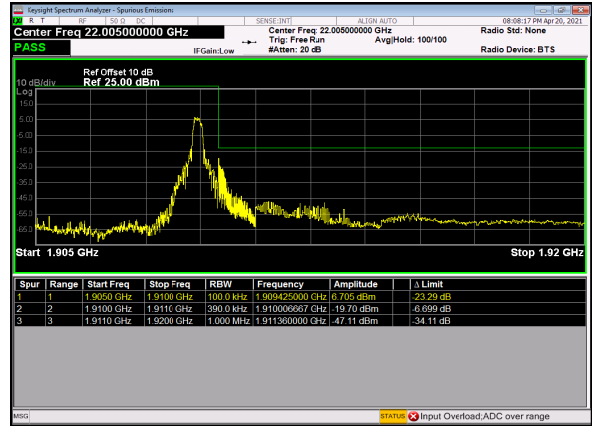 Keysight Spectrum Analyzer - Spurious Emissions
R T RF 50 Ω DC SENSE:INT ALIGN AUTO 08:08:17 PM Apr 20, 2021
Center Freq 22.005000000 GHz Center Freq: 22.005000000 GHz Radio Std: None
Trig: Free Run Avg|Hold: 100/100
PASS IFGain:Low #Atten: 20 dB Radio Device: BTS
Ref Offset 10 dB
10 dB/div Ref 25.00 dBm
Log
15.0
5.00
-5.00
-15.0
-25.0
-35.0
-45.0
-55.0
-65.0
Start 1.905 GHz Stop 1.92 GHz
Spur Range Start Freq Stop Freq RBW Frequency Amplitude Δ Limit
1 1 1.9050 GHz 1.9100 GHz 100.0 kHz 1.909425000 GHz 6.705 dBm -23.29 dB
2 2 1.9100 GHz 1.9110 GHz 390.0 kHz 1.910006667 GHz -19.70 dBm -6.699 dB
3 3 1.9110 GHz 1.9200 GHz 1.000 MHz 1.911360000 GHz -47.11 dBm -34.11 dB
MSG STATUS Input Overload;ADC over range